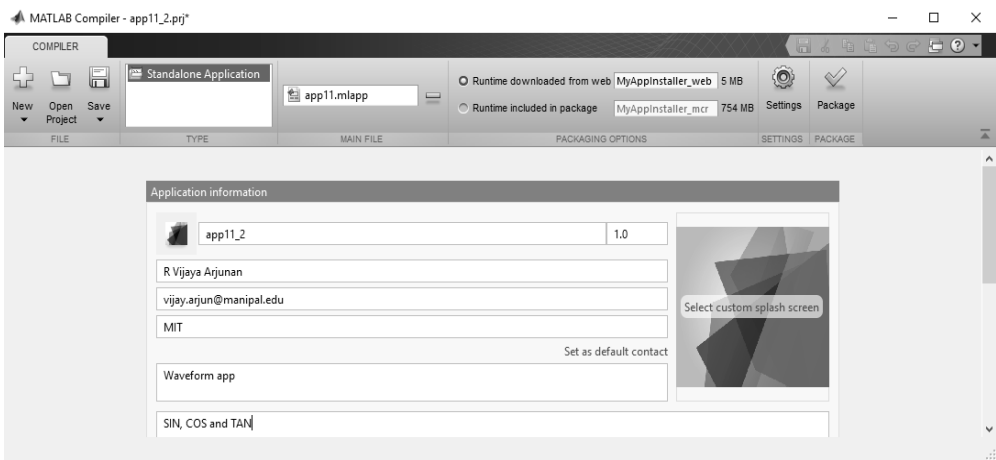 MATLAB Compiler - app11_2.prj*
COMPILER
New
Open Project
Save
FILE
Standalone Application
TYPE
app11.mlapp
MAIN FILE
Runtime downloaded from web MyAppInstaller_web 5 MB
Runtime included in package MyAppInstaller_mcr 754 MB
PACKAGING OPTIONS
Settings
SETTINGS
Package
PACKAGE
Application information
app11_2 1.0
R Vijaya Arjunan
vijay.arjun@manipal.edu
MIT
Set as default contact
Select custom splash screen
Waveform app
SIN, COS and TAN